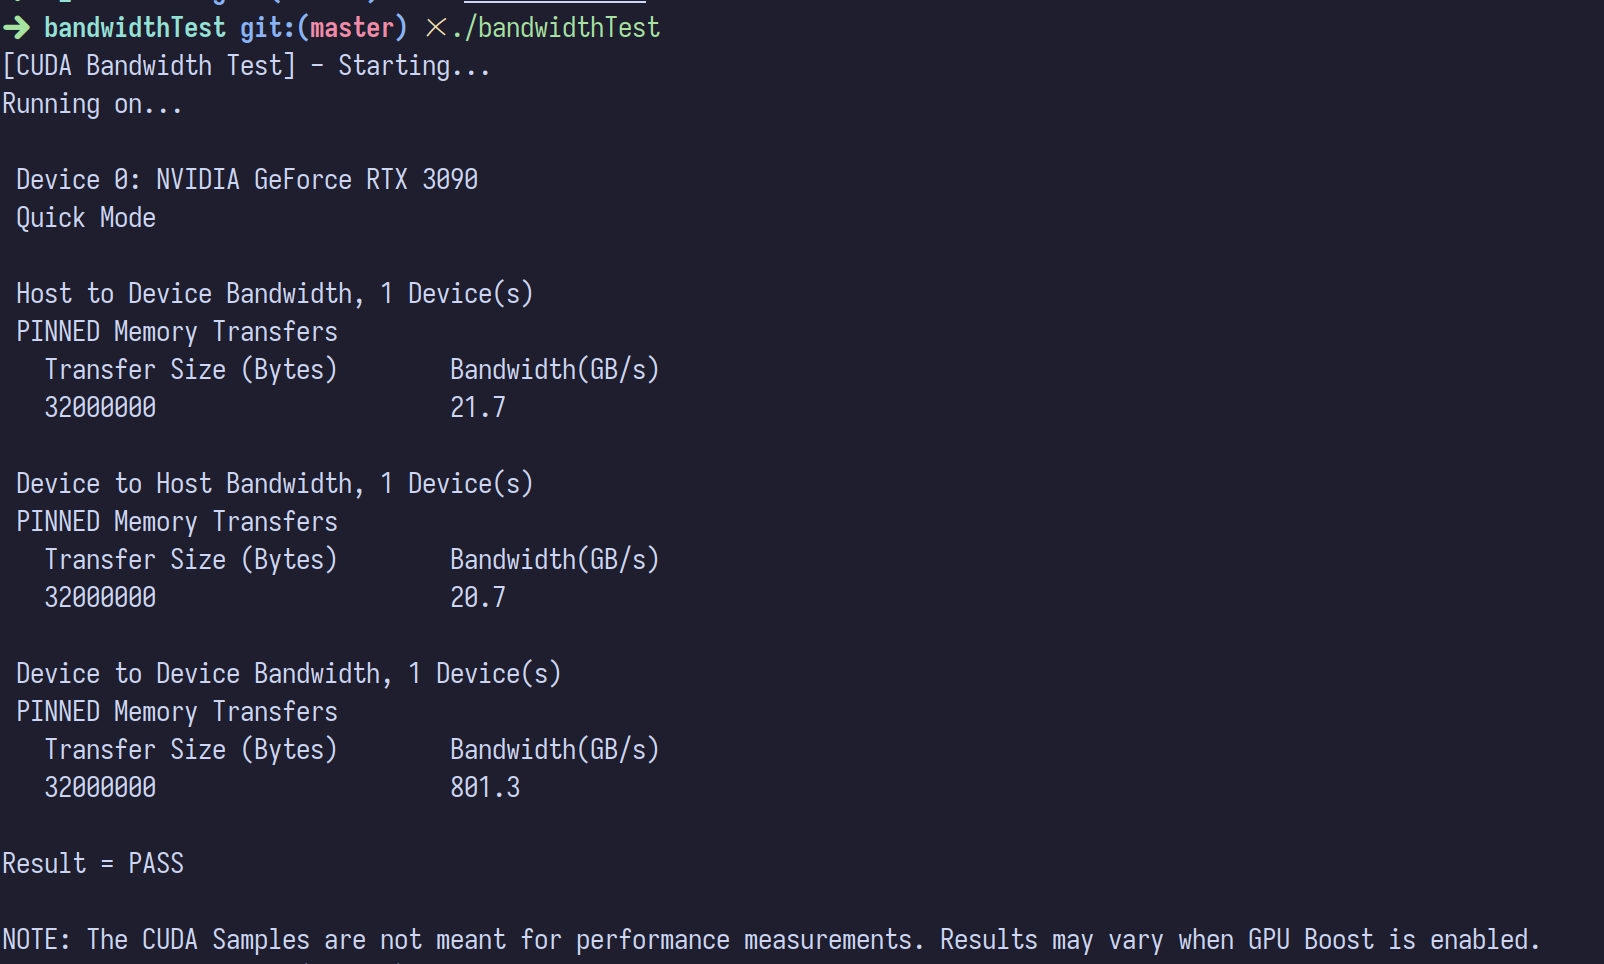 ➜ bandwidthTest git:(master) ✗./bandwidthTest
[CUDA Bandwidth Test] - Starting...
Running on...
Device 0: NVIDIA GeForce RTX 3090
Quick Mode
Host to Device Bandwidth, 1 Device(s)
PINNED Memory Transfers
Transfer Size (Bytes) Bandwidth(GB/s)
32000000 21.7
Device to Host Bandwidth, 1 Device(s)
PINNED Memory Transfers
Transfer Size (Bytes) Bandwidth(GB/s)
32000000 20.7
Device to Device Bandwidth, 1 Device(s)
PINNED Memory Transfers
Transfer Size (Bytes) Bandwidth(GB/s)
32000000 801.3
Result = PASS
NOTE: The CUDA Samples are not meant for performance measurements. Results may vary when GPU Boost is enabled.